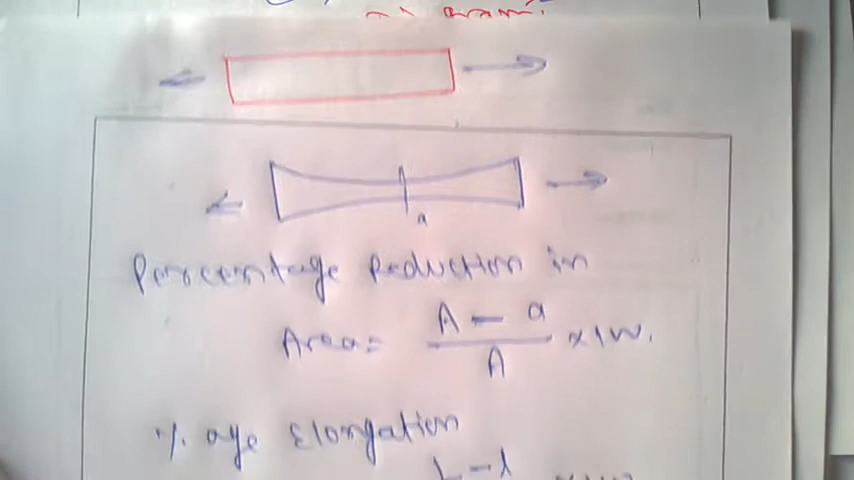 a
Percentage Reduction in
Area = A - a / A × 100.
% age Elongation
L - l